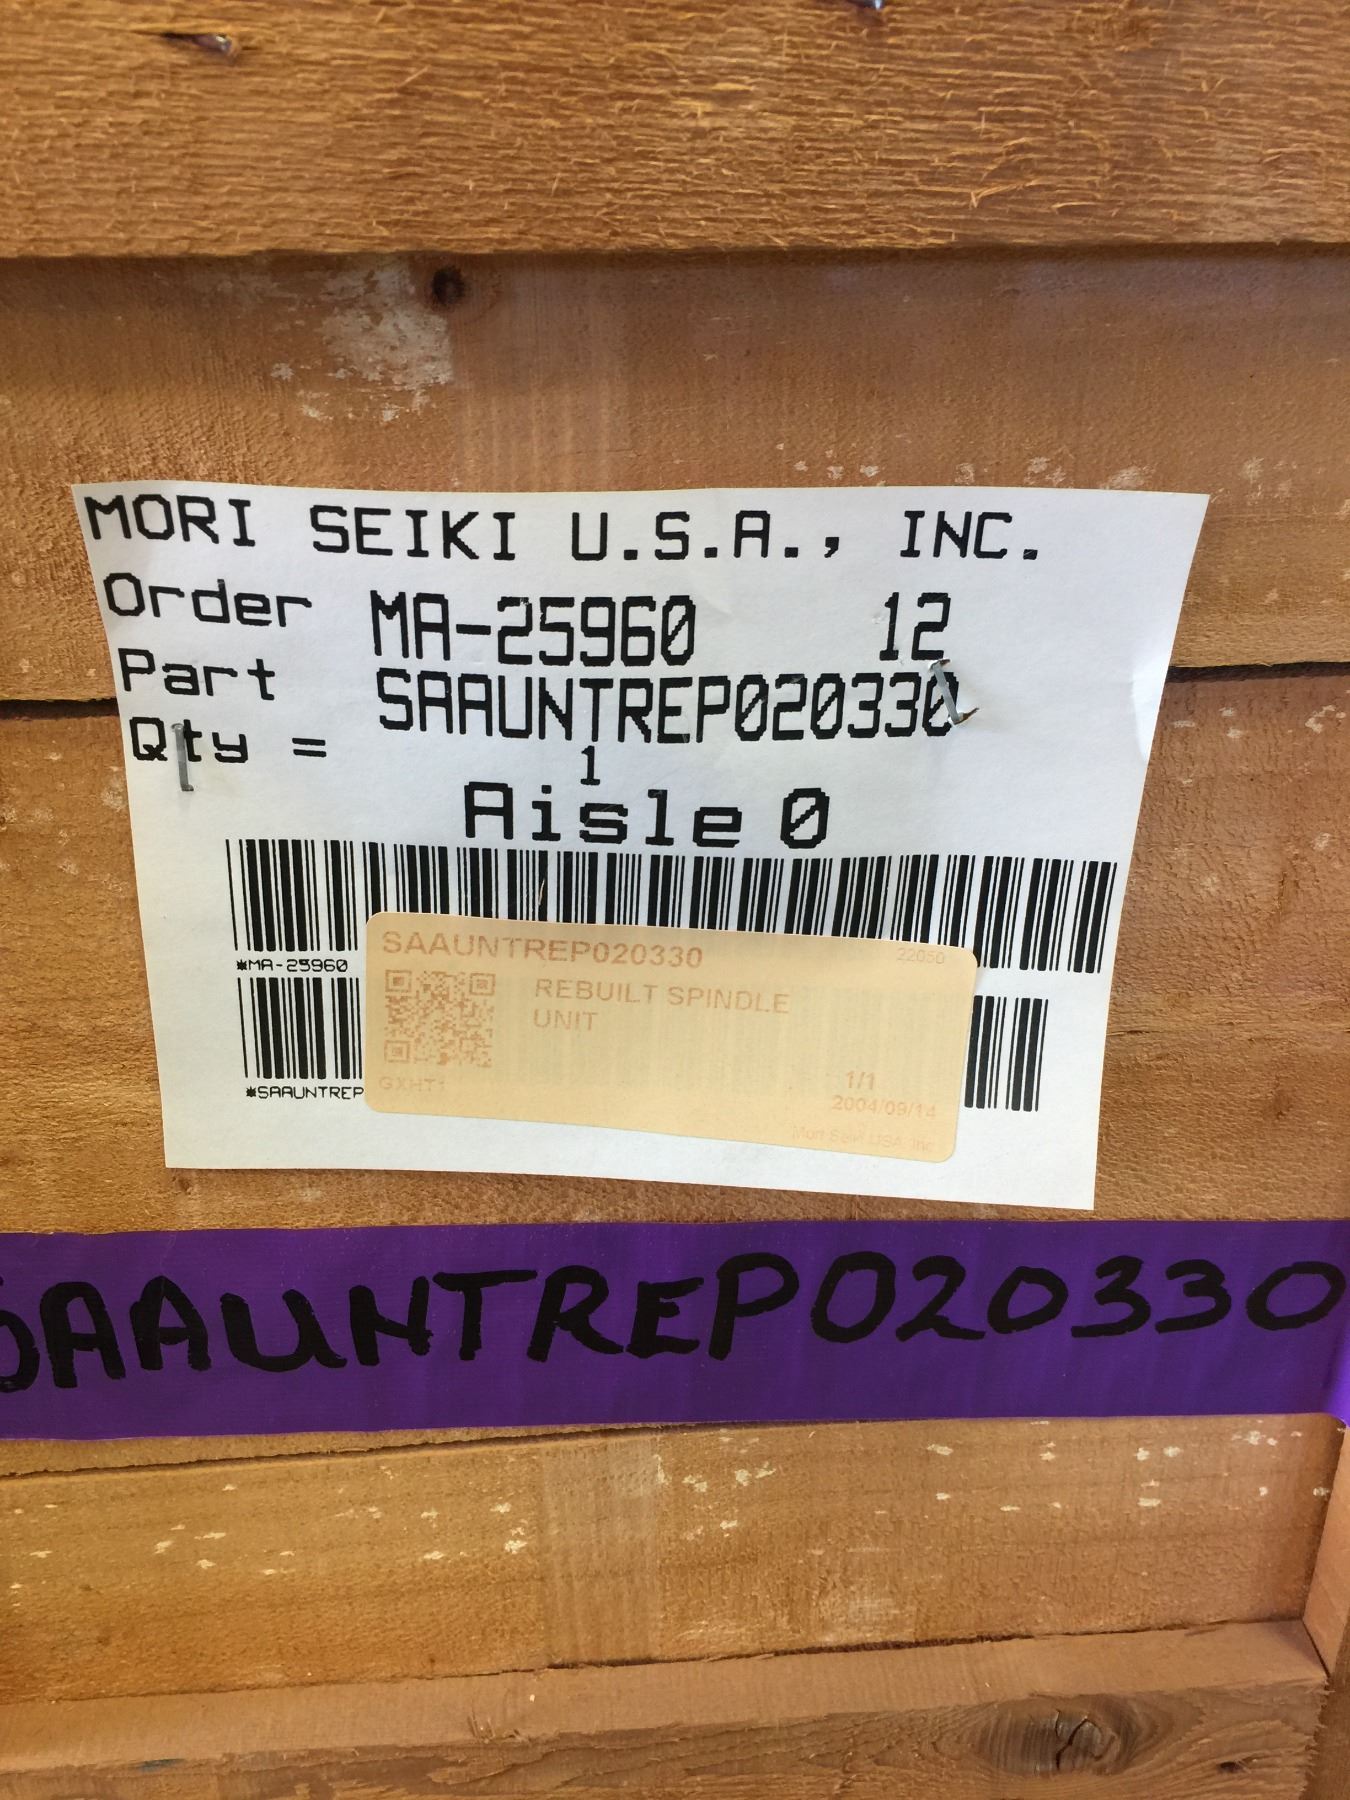 MORI SEIKI U.S.A., INC.
Order MA-25960 12
Part SAAUNTREP020330
Qty = 1
Aisle 0
*MA-25960
SAAUNTREP020330 22050
REBUILT SPINDLE
UNIT
GXHT1 1/1
2004/09/14
Mori Seiki USA, Inc
*SAAUNTREP
SAAUNTREP020330